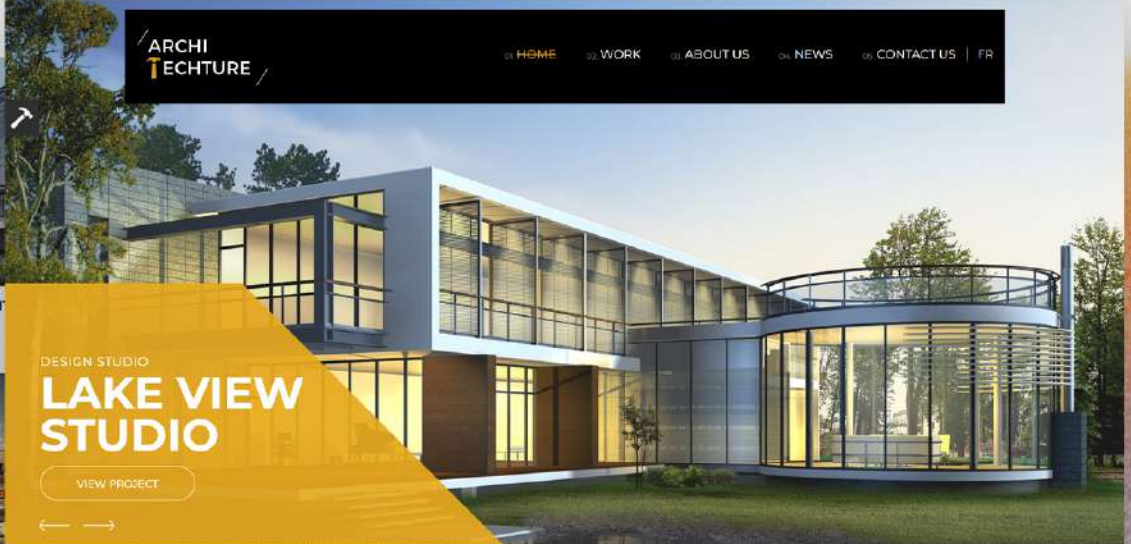 ARCHI
TECHTURE
01. HOME 02. WORK 03. ABOUT US 04. NEWS 05. CONTACT US FR
DESIGN STUDIO
LAKE VIEW
STUDIO
VIEW PROJECT